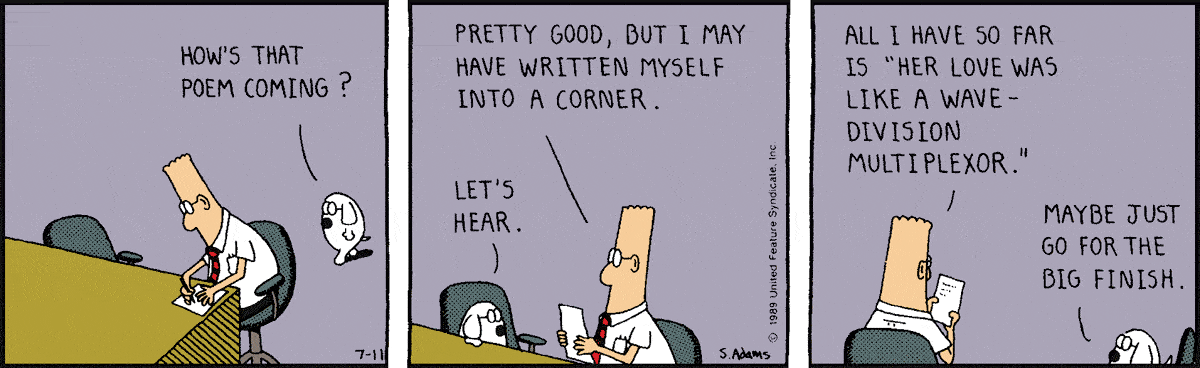 HOW'S THAT
POEM COMING?
7-11
PRETTY GOOD, BUT I MAY
HAVE WRITTEN MYSELF
INTO A CORNER.
LET'S
HEAR.
S. Adams
© 1989 United Feature Syndicate, Inc.
ALL I HAVE SO FAR
IS "HER LOVE WAS
LIKE A WAVE-
DIVISION
MULTIPLEXOR."
MAYBE JUST
GO FOR THE
BIG FINISH.